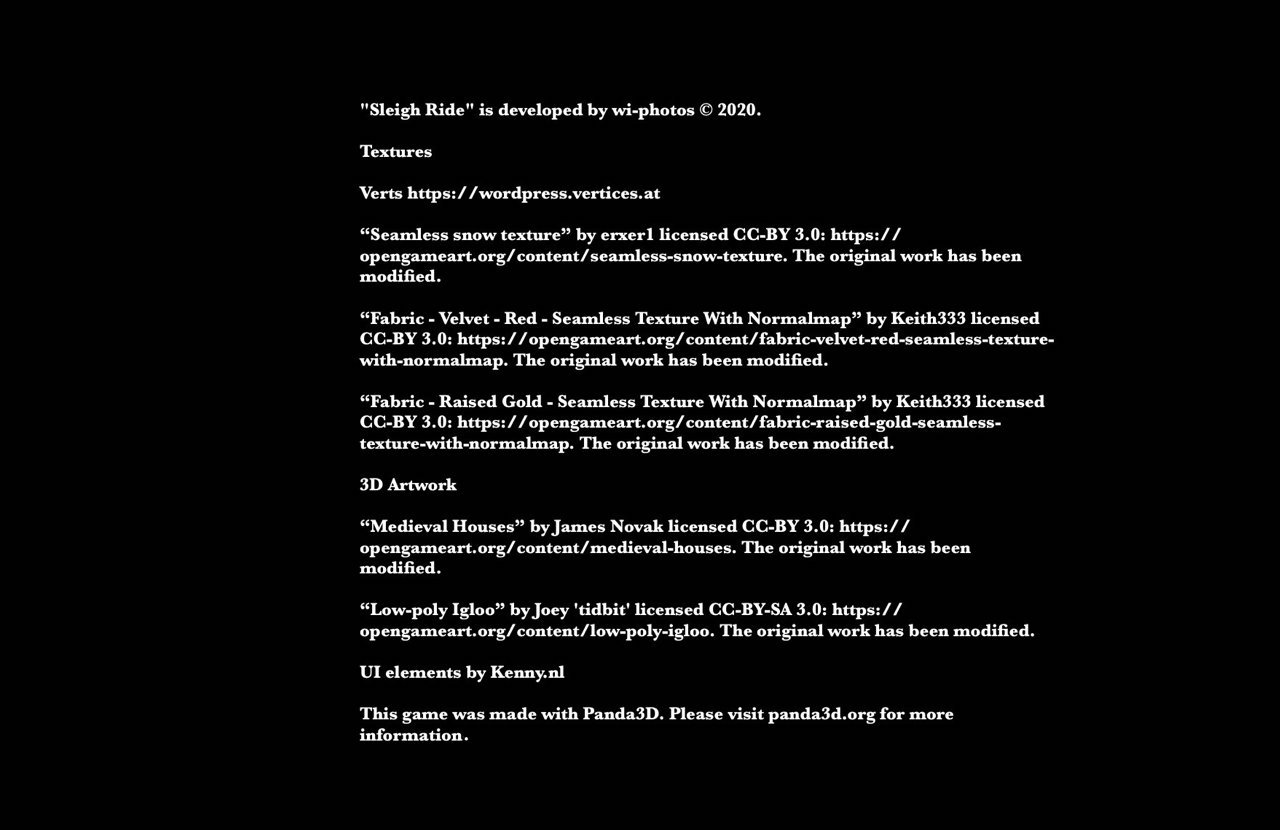 "Sleigh Ride" is developed by wi-photos © 2020.
Textures
Verts https://wordpress.vertices.at
“Seamless snow texture” by erxer1 licensed CC-BY 3.0: https://
opengameart.org/content/seamless-snow-texture. The original work has been
modified.
“Fabric - Velvet - Red - Seamless Texture With Normalmap” by Keith333 licensed
CC-BY 3.0: https://opengameart.org/content/fabric-velvet-red-seamless-texture-
with-normalmap. The original work has been modified.
“Fabric - Raised Gold - Seamless Texture With Normalmap” by Keith333 licensed
CC-BY 3.0: https://opengameart.org/content/fabric-raised-gold-seamless-
texture-with-normalmap. The original work has been modified.
3D Artwork
“Medieval Houses” by James Novak licensed CC-BY 3.0: https://
opengameart.org/content/medieval-houses. The original work has been
modified.
“Low-poly Igloo” by Joey 'tidbit' licensed CC-BY-SA 3.0: https://
opengameart.org/content/low-poly-igloo. The original work has been modified.
UI elements by Kenny.nl
This game was made with Panda3D. Please visit panda3d.org for more
information.